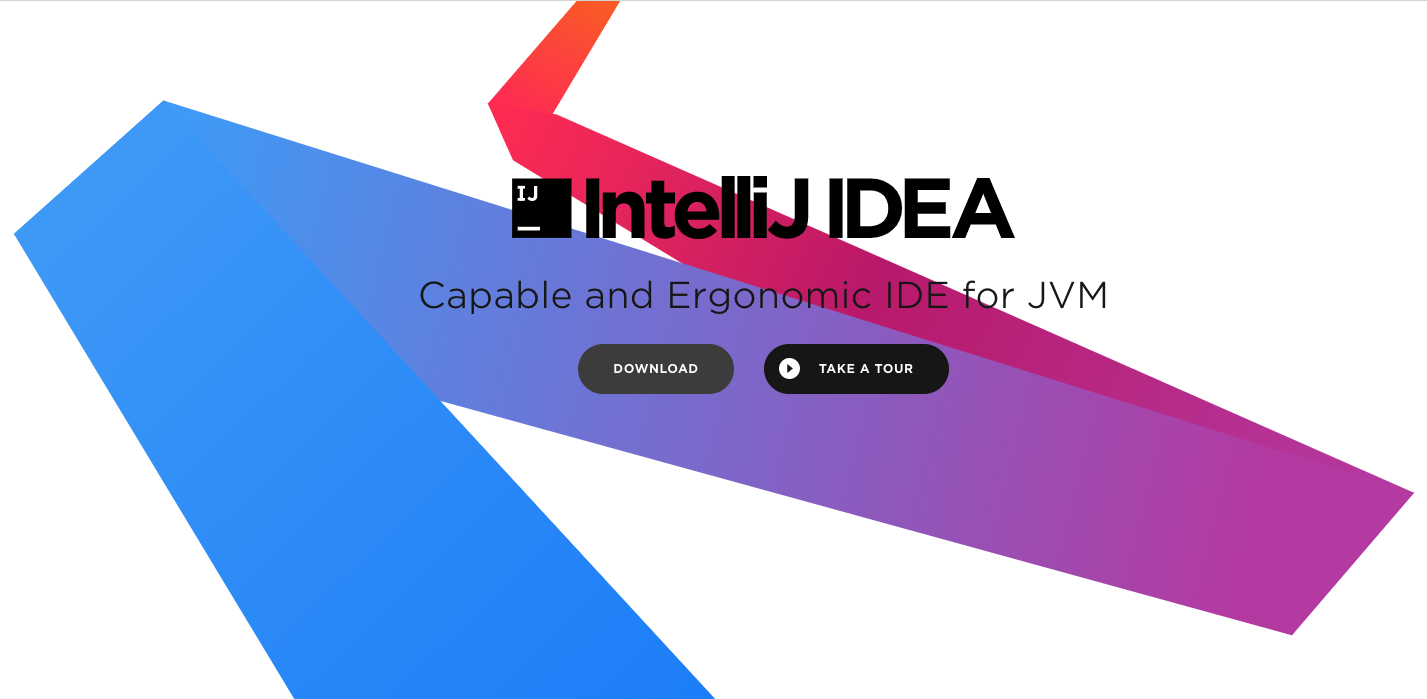 IJ
IntelliJ IDEA
Capable and Ergonomic IDE for JVM
DOWNLOAD
TAKE A TOUR